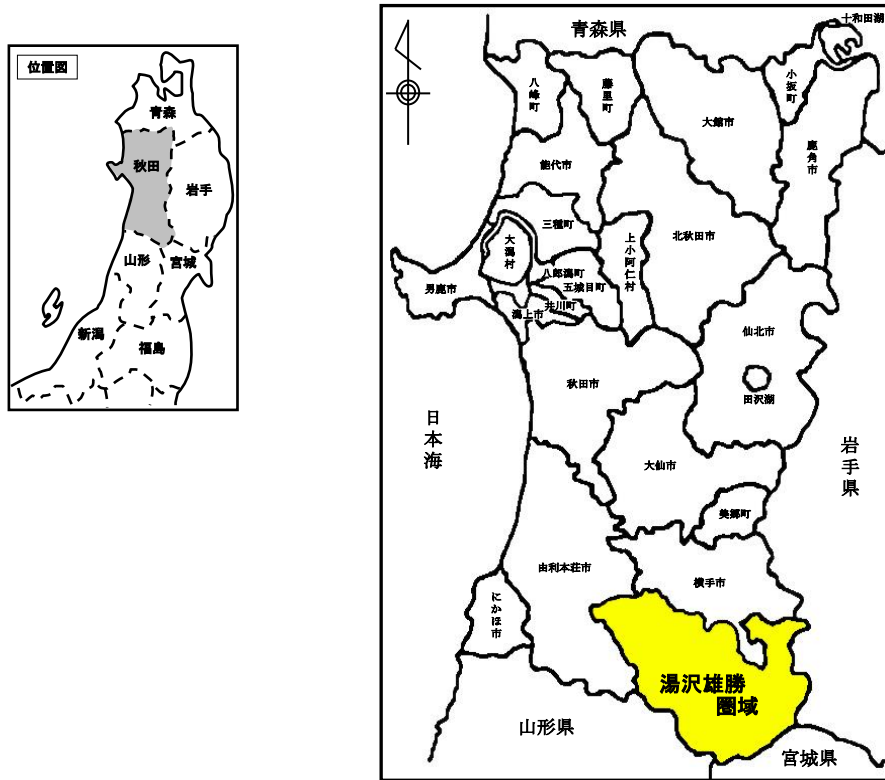 位置図
青森
秋田
岩手
山形
宮城
新潟
福島
青森県
十和田湖
八峰町
藤里町
大館市
小坂町
鹿角市
能代市
三種町
北秋田市
上小阿仁村
大潟村
八郎潟町
五城目町
男鹿市
井川町
潟上市
仙北市
秋田市
田沢湖
日本海
岩手県
大仙市
美郷町
由利本荘市
横手市
にかほ市
湯沢雄勝
圏域
山形県
宮城県